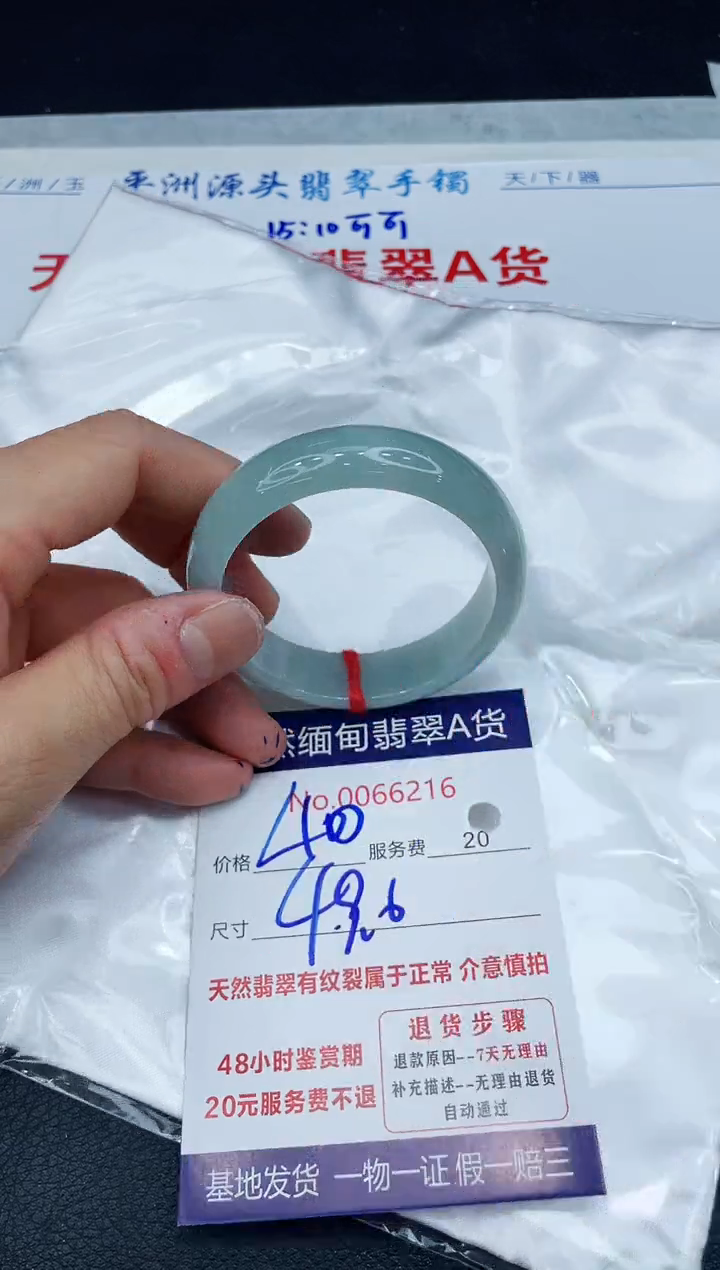 /洲/玉
平洲源头翡翠手镯
天/下/器
15:10可可
天 翡翠A货
然缅甸翡翠A货
No.0066216
价格 40 服务费 20
尺寸
天然翡翠有纹裂属于正常 介意慎拍
48小时鉴赏期
20元服务费不退
退货步骤
退款原因--7天无理由
补充描述--无理由退货
自动通过
基地发货 一物一证 假一赔三